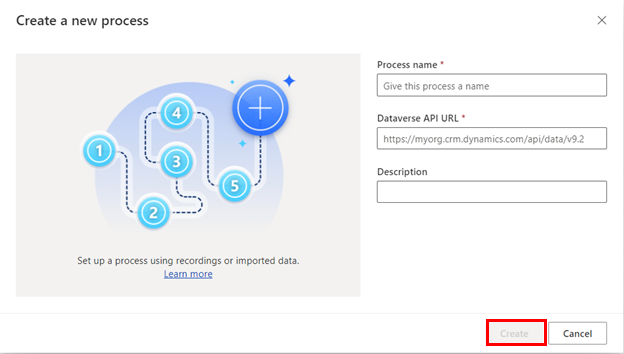 Create a new process
1
2
3
4
5
Set up a process using recordings or imported data.
Learn more
Process name *
Give this process a name
Dataverse API URL *
https://myorg.crm.dynamics.com/api/data/v9.2
Description
Create
Cancel